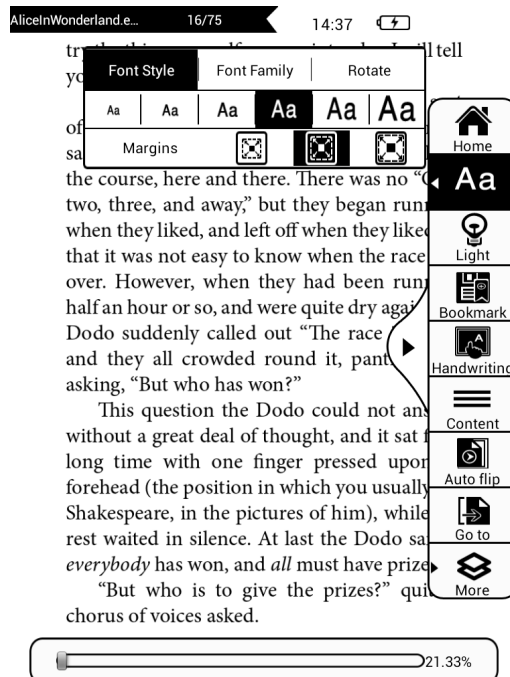 AliceInWonderland.e... 16/75 14:37
ill tell
yo
Font Style Font Family Rotate
Aa Aa Aa Aa Aa Aa
of
Margins
sa
Home
Aa
Light
Bookmark
Handwriting
Content
Auto flip
Go to
More
the course, here and there. There was no “
two, three, and away,” but they began run
when they liked, and left off when they like
that it was not easy to know when the race
over. However, when they had been run
half an hour or so, and were quite dry agai
Dodo suddenly called out “The race
and they all crowded round it, pant
asking, “But who has won?”
This question the Dodo could not ans
without a great deal of thought, and it sat f
long time with one finger pressed upon
forehead (the position in which you usually
Shakespeare, in the pictures of him), while
rest waited in silence. At last the Dodo sai
everybody has won, and all must have prize
“But who is to give the prizes?” qui
chorus of voices asked.
21.33%